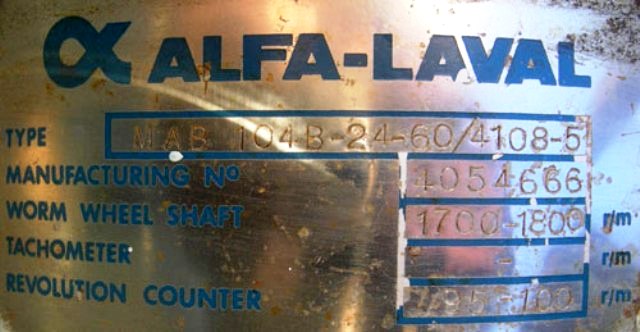 ALFA-LAVAL
TYPE MAB 104B-24-60/4108-5
MANUFACTURING Nº 4054666
WORM WHEEL SHAFT 1700-1800 r/m
TACHOMETER - r/m
REVOLUTION COUNTER r/m